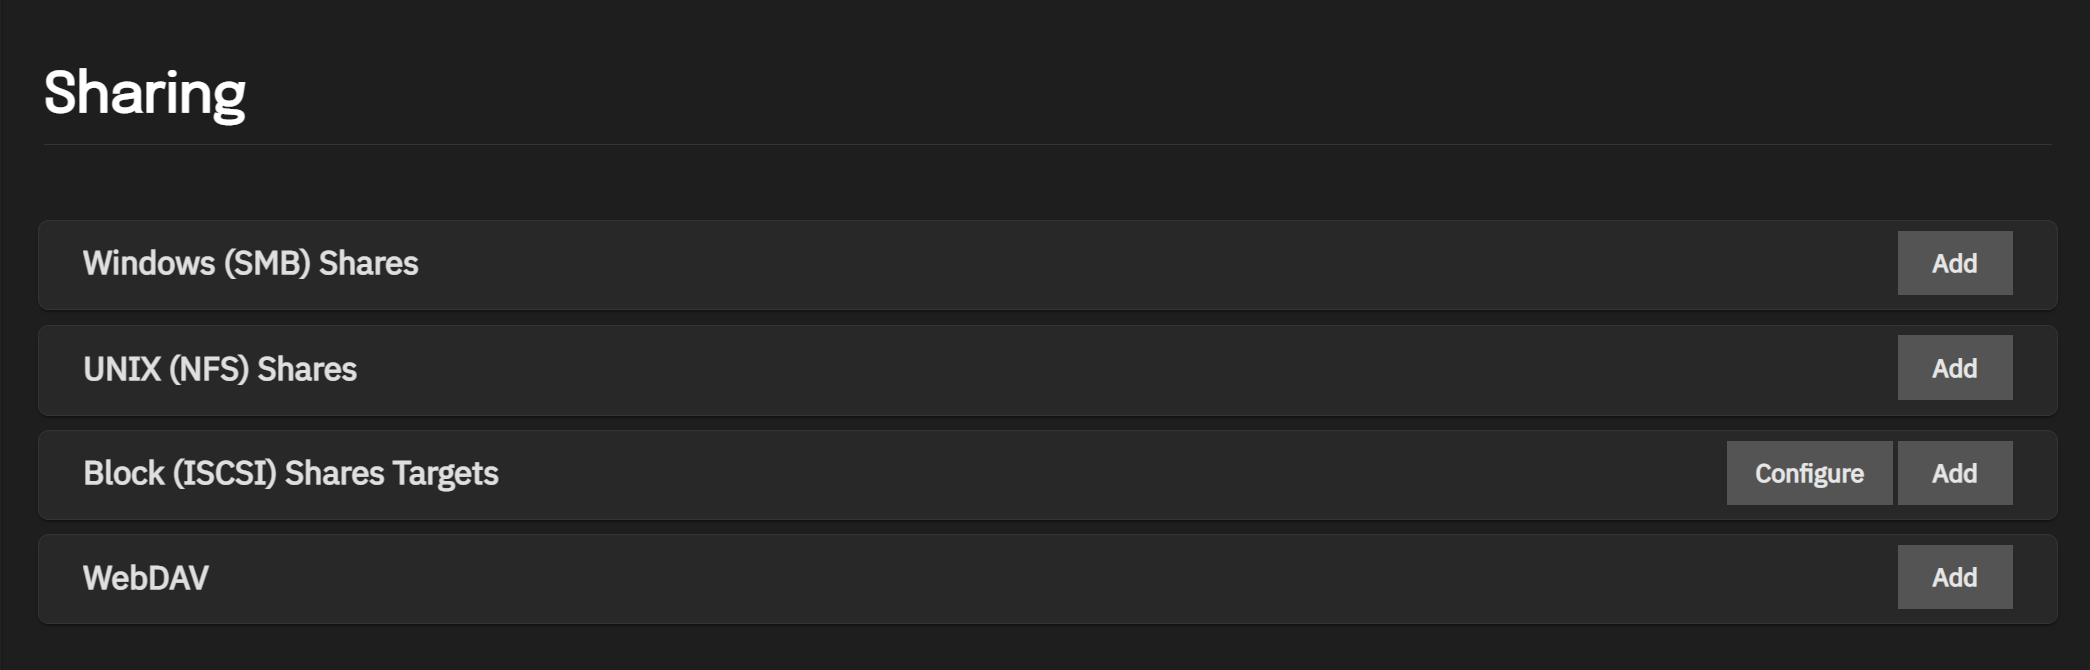 Sharing
Windows (SMB) Shares Add
UNIX (NFS) Shares Add
Block (ISCSI) Shares Targets Configure Add
WebDAV Add